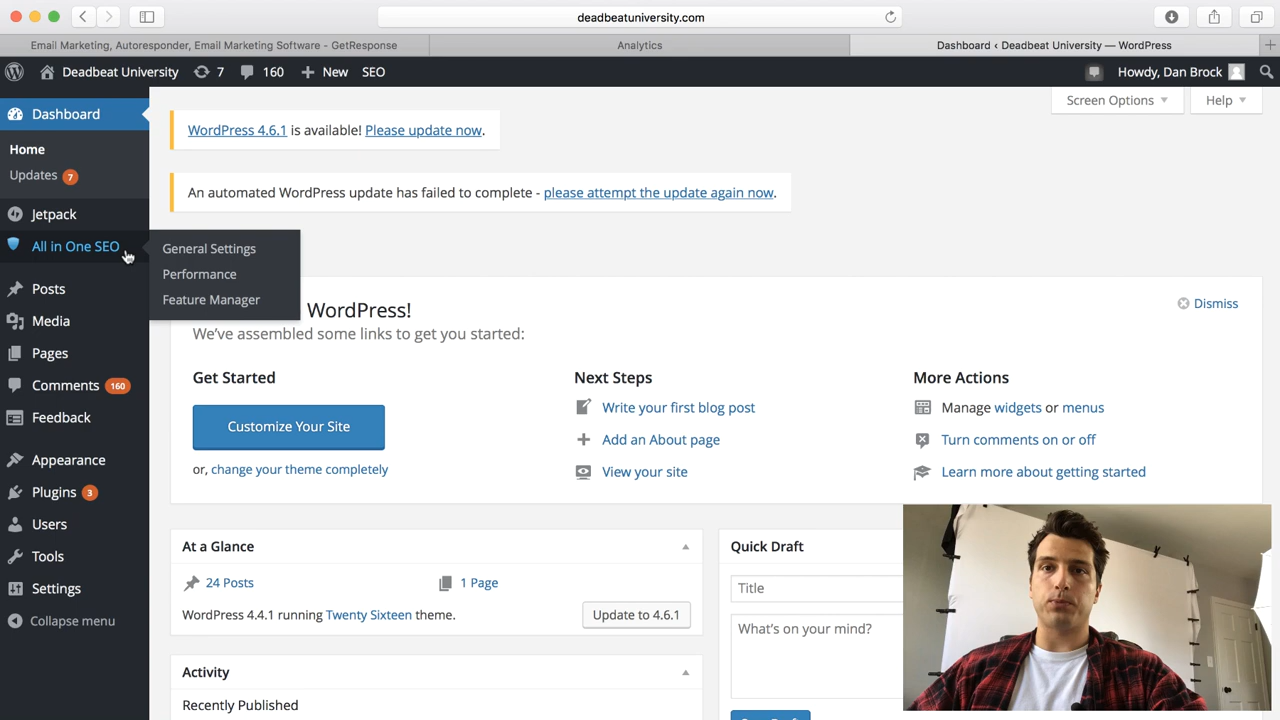 deadbeatuniversity.com
Email Marketing, Autoresponder, Email Marketing Software - GetResponse
Analytics
Dashboard ‹ Deadbeat University — WordPress
Deadbeat University
7
160
New
SEO
Howdy, Dan Brock
Dashboard
Home
Updates 7
Jetpack
All in One SEO
Posts
Media
Pages
Comments 160
Feedback
Appearance
Plugins 3
Users
Tools
Settings
Collapse menu
General Settings
Performance
Feature Manager
Screen Options
Help
WordPress 4.6.1 is available! Please update now.
An automated WordPress update has failed to complete - please attempt the update again now.
WordPress!
Dismiss
We've assembled some links to get you started:
Get Started
Customize Your Site
or, change your theme completely
Next Steps
Write your first blog post
Add an About page
View your site
More Actions
Manage widgets or menus
Turn comments on or off
Learn more about getting started
At a Glance
24 Posts
1 Page
WordPress 4.4.1 running Twenty Sixteen theme.
Update to 4.6.1
Activity
Recently Published
Quick Draft
Title
What's on your mind?